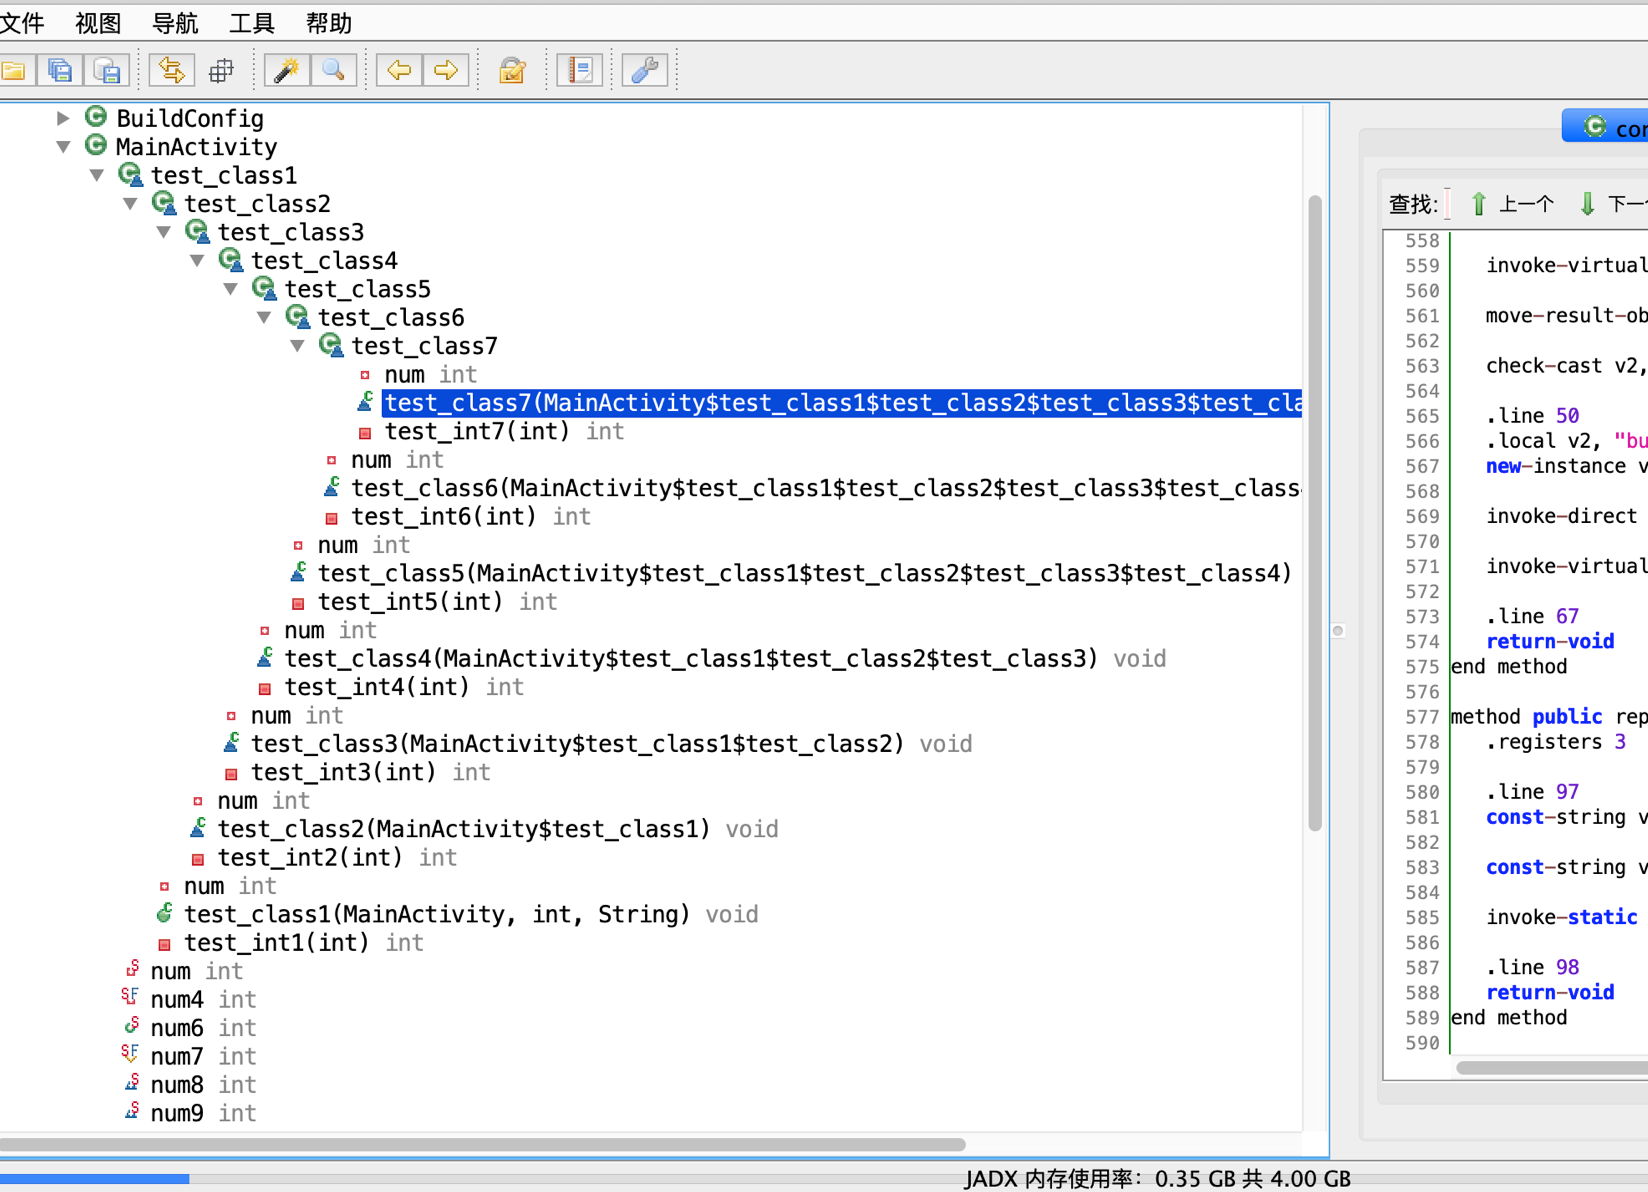 文件 视图 导航 工具 帮助
BuildConfig
MainActivity
test_class1
test_class2
test_class3
test_class4
test_class5
test_class6
test_class7
num int
test_class7(MainActivity$test_class1$test_class2$test_class3$test_cla
test_int7(int) int
num int
test_class6(MainActivity$test_class1$test_class2$test_class3$test_class
test_int6(int) int
num int
test_class5(MainActivity$test_class1$test_class2$test_class3$test_class4)
test_int5(int) int
num int
test_class4(MainActivity$test_class1$test_class2$test_class3) void
test_int4(int) int
num int
test_class3(MainActivity$test_class1$test_class2) void
test_int3(int) int
num int
test_class2(MainActivity$test_class1) void
test_int2(int) int
num int
test_class1(MainActivity, int, String) void
test_int1(int) int
num int
num4 int
num6 int
num7 int
num8 int
num9 int
cor
查找: 上一个 下一
558
559 invoke-virtual
560
561 move-result-ob
562
563 check-cast v2,
564
565 .line 50
566 .local v2, "bu
567 new-instance v
568
569 invoke-direct
570
571 invoke-virtual
572
573 .line 67
574 return-void
575 end method
576
577 method public rep
578 .registers 3
579
580 .line 97
581 const-string v
582
583 const-string v
584
585 invoke-static
586
587 .line 98
588 return-void
589 end method
590
JADX 内存使用率：0.35 GB 共 4.00 GB